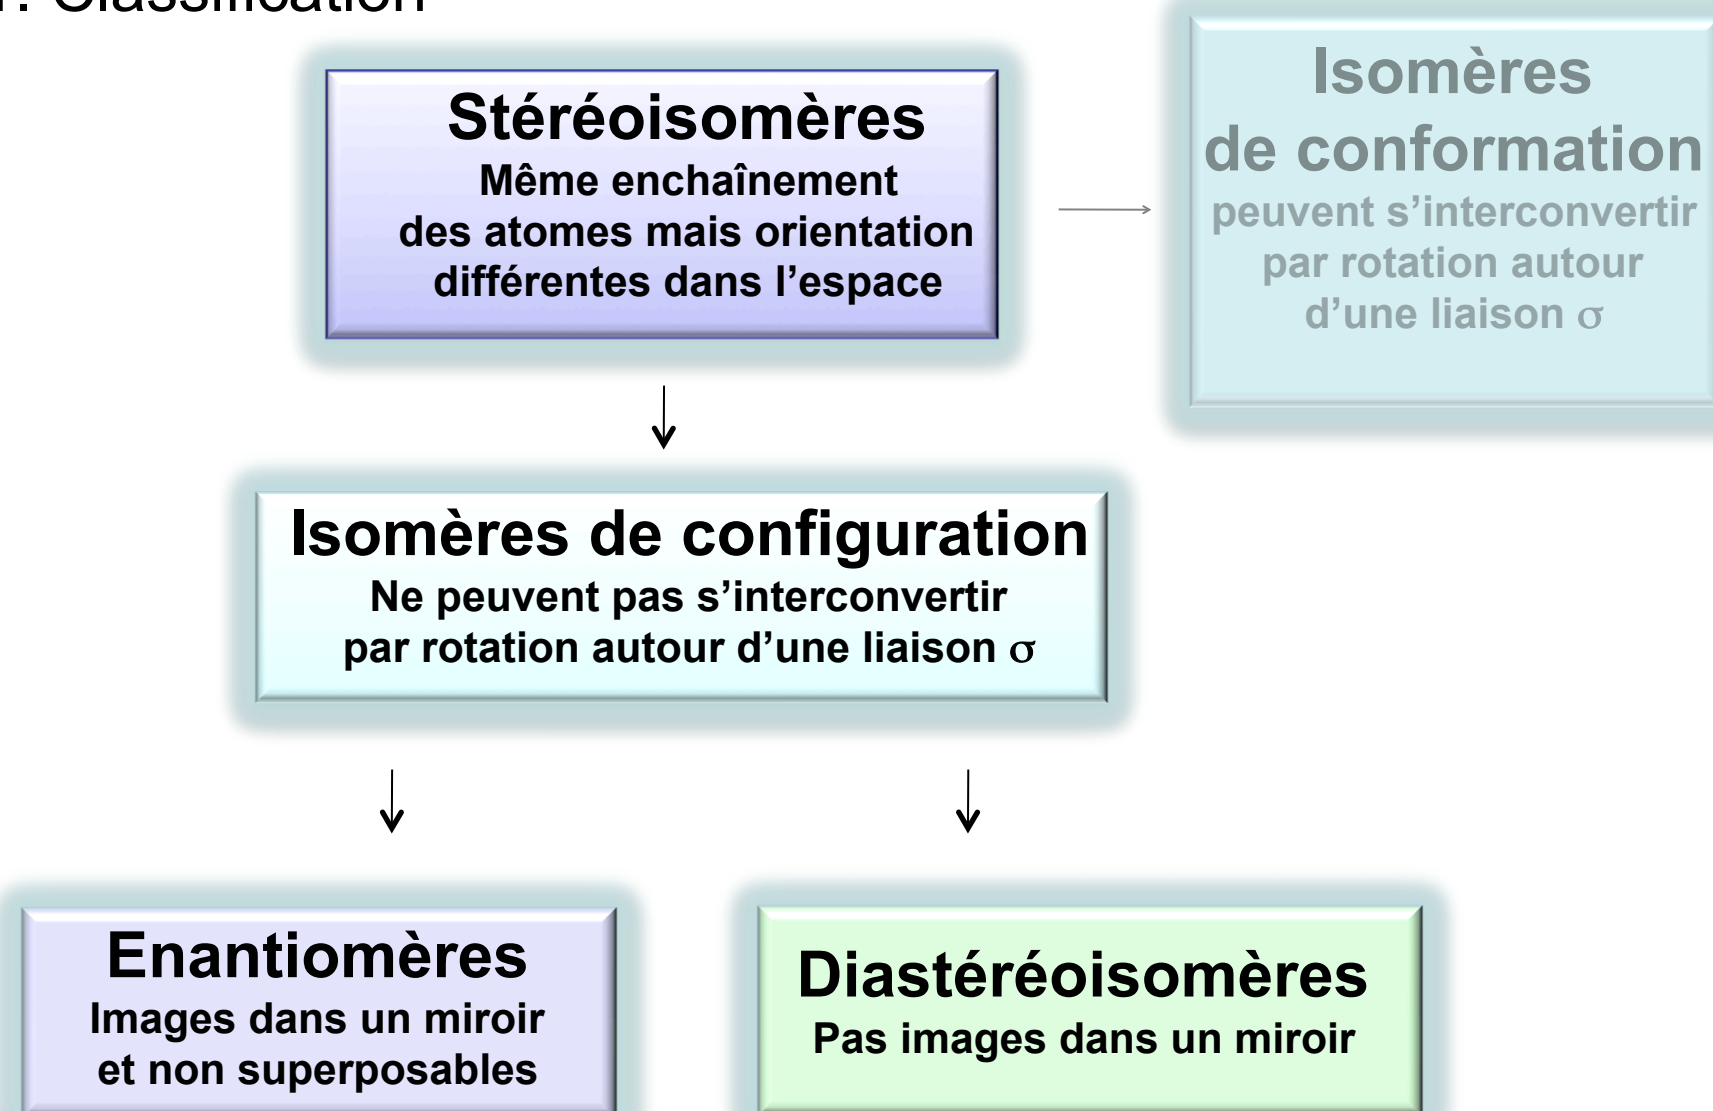 1. Classification
Stéréoisomères
Même enchaînement
des atomes mais orientation
différentes dans l’espace
Isomères
de conformation
peuvent s’interconvertir
par rotation autour
d’une liaison σ
Isomères de configuration
Ne peuvent pas s’interconvertir
par rotation autour d’une liaison σ
Enantiomères
Images dans un miroir
et non superposables
Diastéréoisomères
Pas images dans un miroir